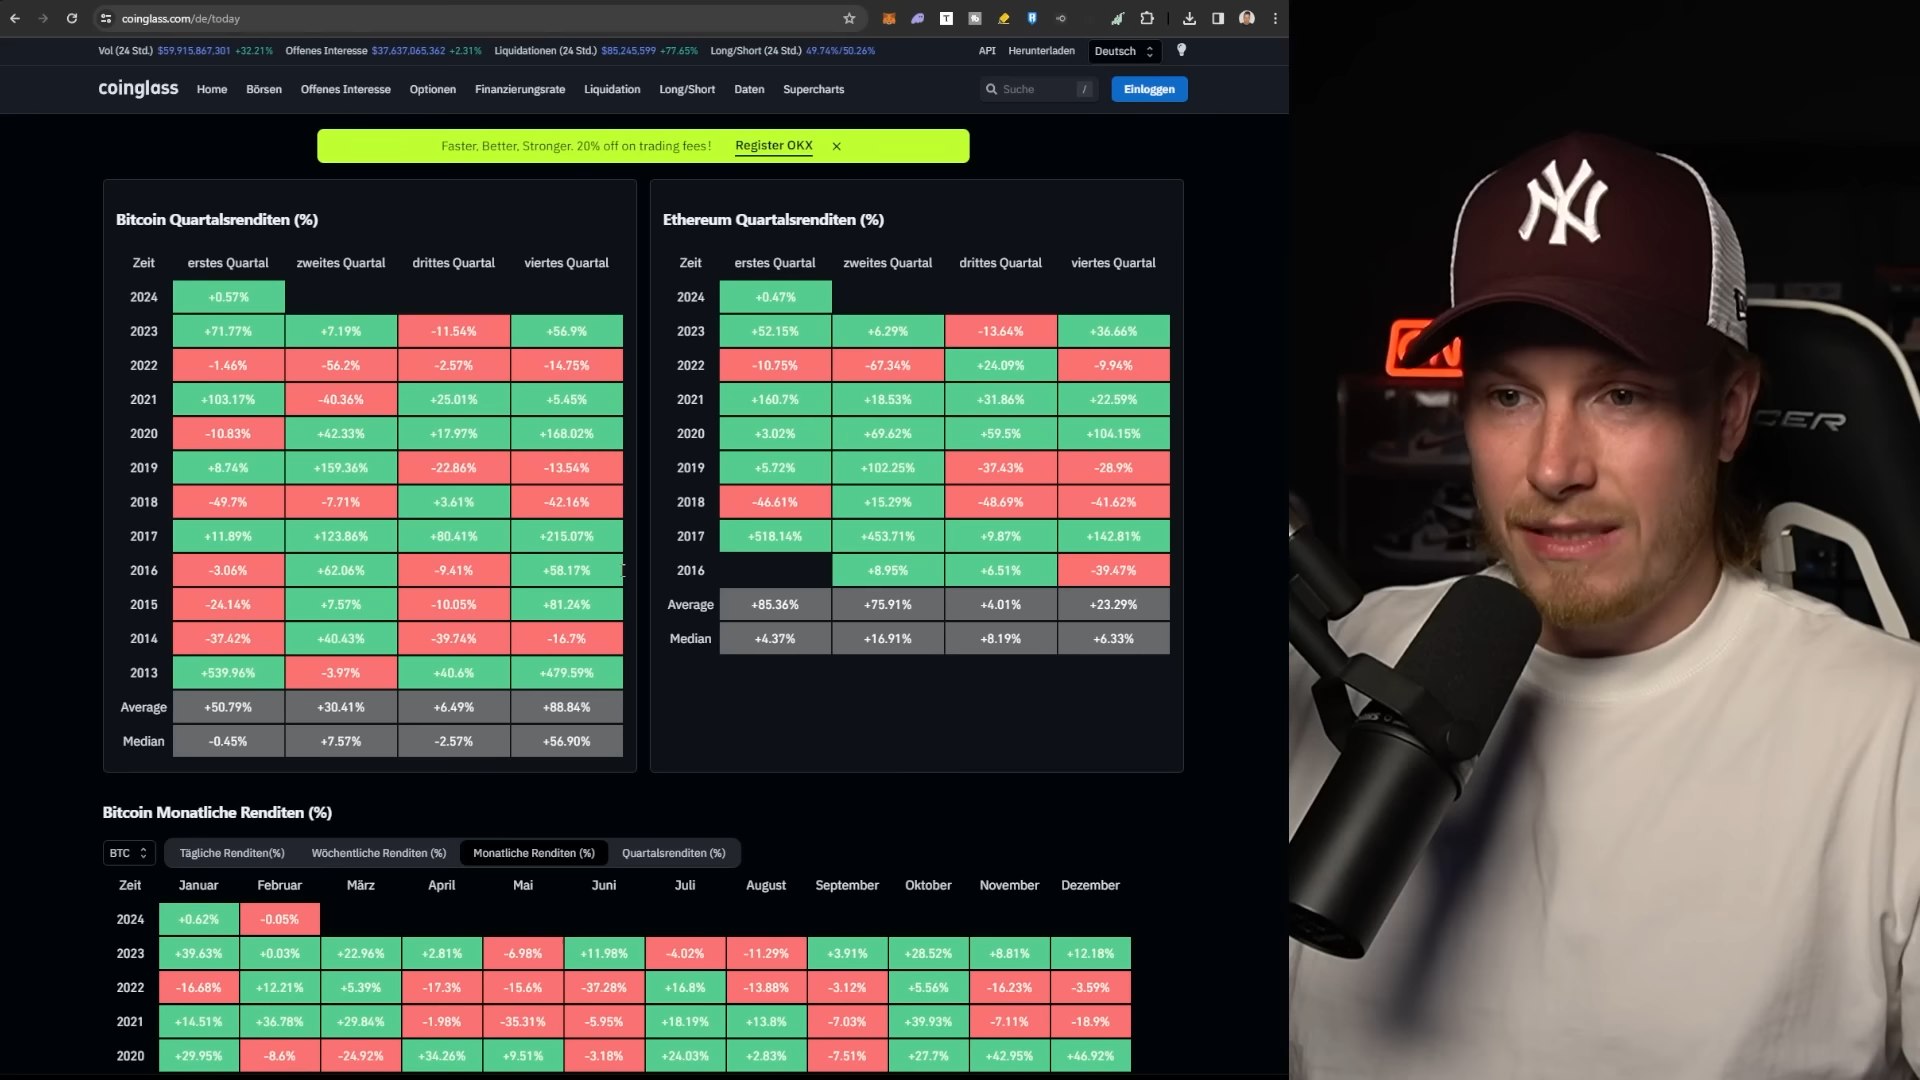 coinglass.com/de/today
Vol (24 Std.) $59,915,867,301 +32.21% Offenes Interesse $37,637,065,362 +2.31% Liquidationen (24 Std.) $85,245,599 +77.65% Long/Short (24 Std.) 49.74%/50.26% API Herunterladen Deutsch
coinglass Home Börsen Offenes Interesse Optionen Finanzierungsrate Liquidation Long/Short Daten Supercharts Suche / Einloggen
Faster, Better, Stronger. 20% off on trading fees! Register OKX
Bitcoin Quartalsrenditen (%)
Zeit erstes Quartal zweites Quartal drittes Quartal viertes Quartal
2024 +0.57%
2023 +71.77% +7.19% -11.54% +56.9%
2022 -1.46% -56.2% -2.57% -14.75%
2021 +103.17% -40.36% +25.01% +5.45%
2020 -10.83% +42.33% +17.97% +168.02%
2019 +8.74% +159.36% -22.86% -13.54%
2018 -49.7% -7.71% +3.61% -42.16%
2017 +11.89% +123.86% +80.41% +215.07%
2016 -3.06% +62.06% -9.41% +58.17%
2015 -24.14% +7.57% -10.05% +81.24%
2014 -37.42% +40.43% -39.74% -16.7%
2013 +539.96% -3.97% +40.6% +479.59%
Average +50.79% +30.41% +6.49% +88.84%
Median -0.45% +7.57% -2.57% +56.90%
Ethereum Quartalsrenditen (%)
Zeit erstes Quartal zweites Quartal drittes Quartal viertes Quartal
2024 +0.47%
2023 +52.15% +6.29% -13.64% +36.66%
2022 -10.75% -67.34% +24.09% -9.94%
2021 +160.7% +18.53% +31.86% +22.59%
2020 +3.02% +69.62% +59.5% +104.15%
2019 +5.72% +102.25% -37.43% -28.9%
2018 -46.61% +15.29% -48.69% -41.62%
2017 +518.14% +453.71% +9.87% +142.81%
2016 +8.95% +6.51% -39.47%
Average +85.36% +75.91% +4.01% +23.29%
Median +4.37% +16.91% +8.19% +6.33%
Bitcoin Monatliche Renditen (%)
BTC Tägliche Renditen(%) Wöchentliche Renditen (%) Monatliche Renditen (%) Quartalsrenditen (%)
Zeit Januar Februar März April Mai Juni Juli August September Oktober November Dezember
2024 +0.62% -0.05%
2023 +39.63% +0.03% +22.96% +2.81% -6.98% +11.98% -4.02% -11.29% +3.91% +28.52% +8.81% +12.18%
2022 -16.68% +12.21% +5.39% -17.3% -15.6% -37.28% +16.8% -13.88% -3.12% +5.56% -16.23% -3.59%
2021 +14.51% +36.78% +29.84% -1.98% -35.31% -5.95% +18.19% +13.8% -7.03% +39.93% -7.11% -18.9%
2020 +29.95% -8.6% -24.92% +34.26% +9.51% -3.18% +24.03% +2.83% -7.51% +27.7% +42.95% +46.92%
NY